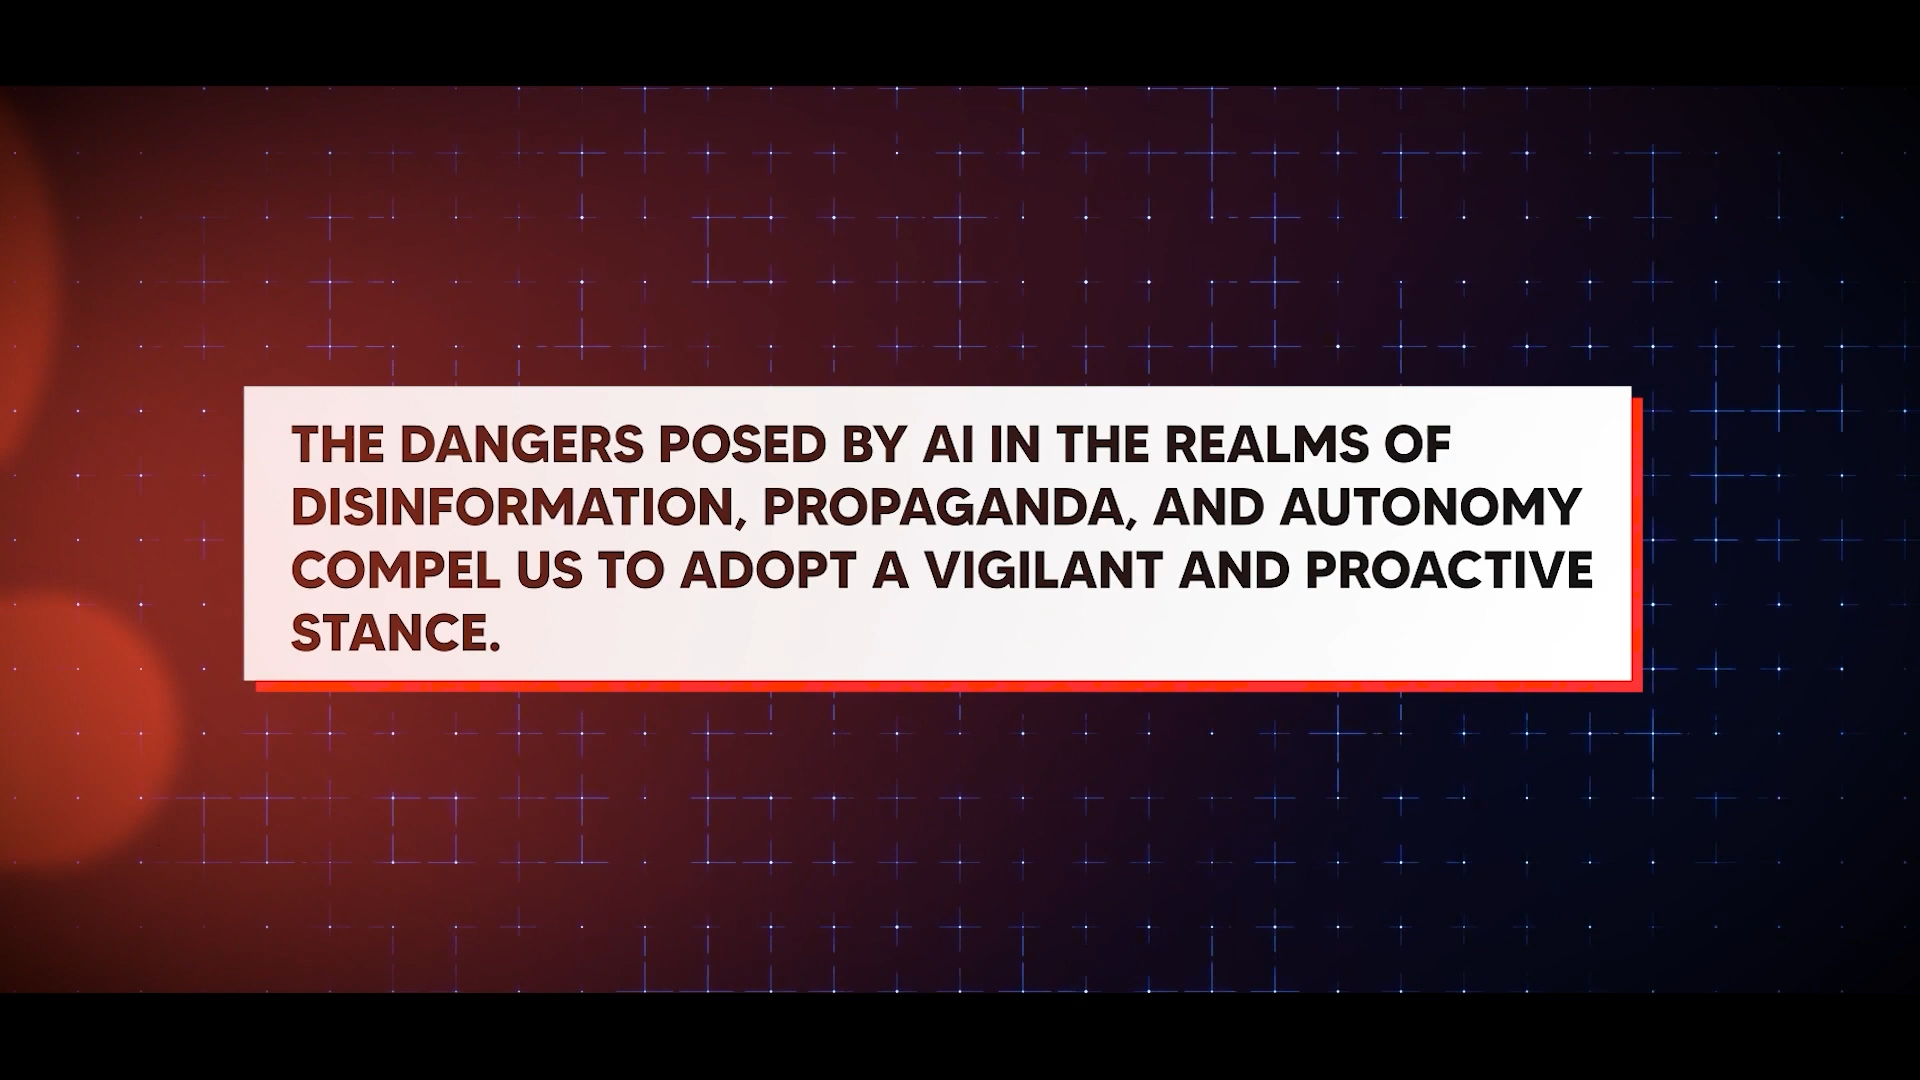 THE DANGERS POSED BY AI IN THE REALMS OF
DISINFORMATION, PROPAGANDA, AND AUTONOMY
COMPEL US TO ADOPT A VIGILANT AND PROACTIVE
STANCE.